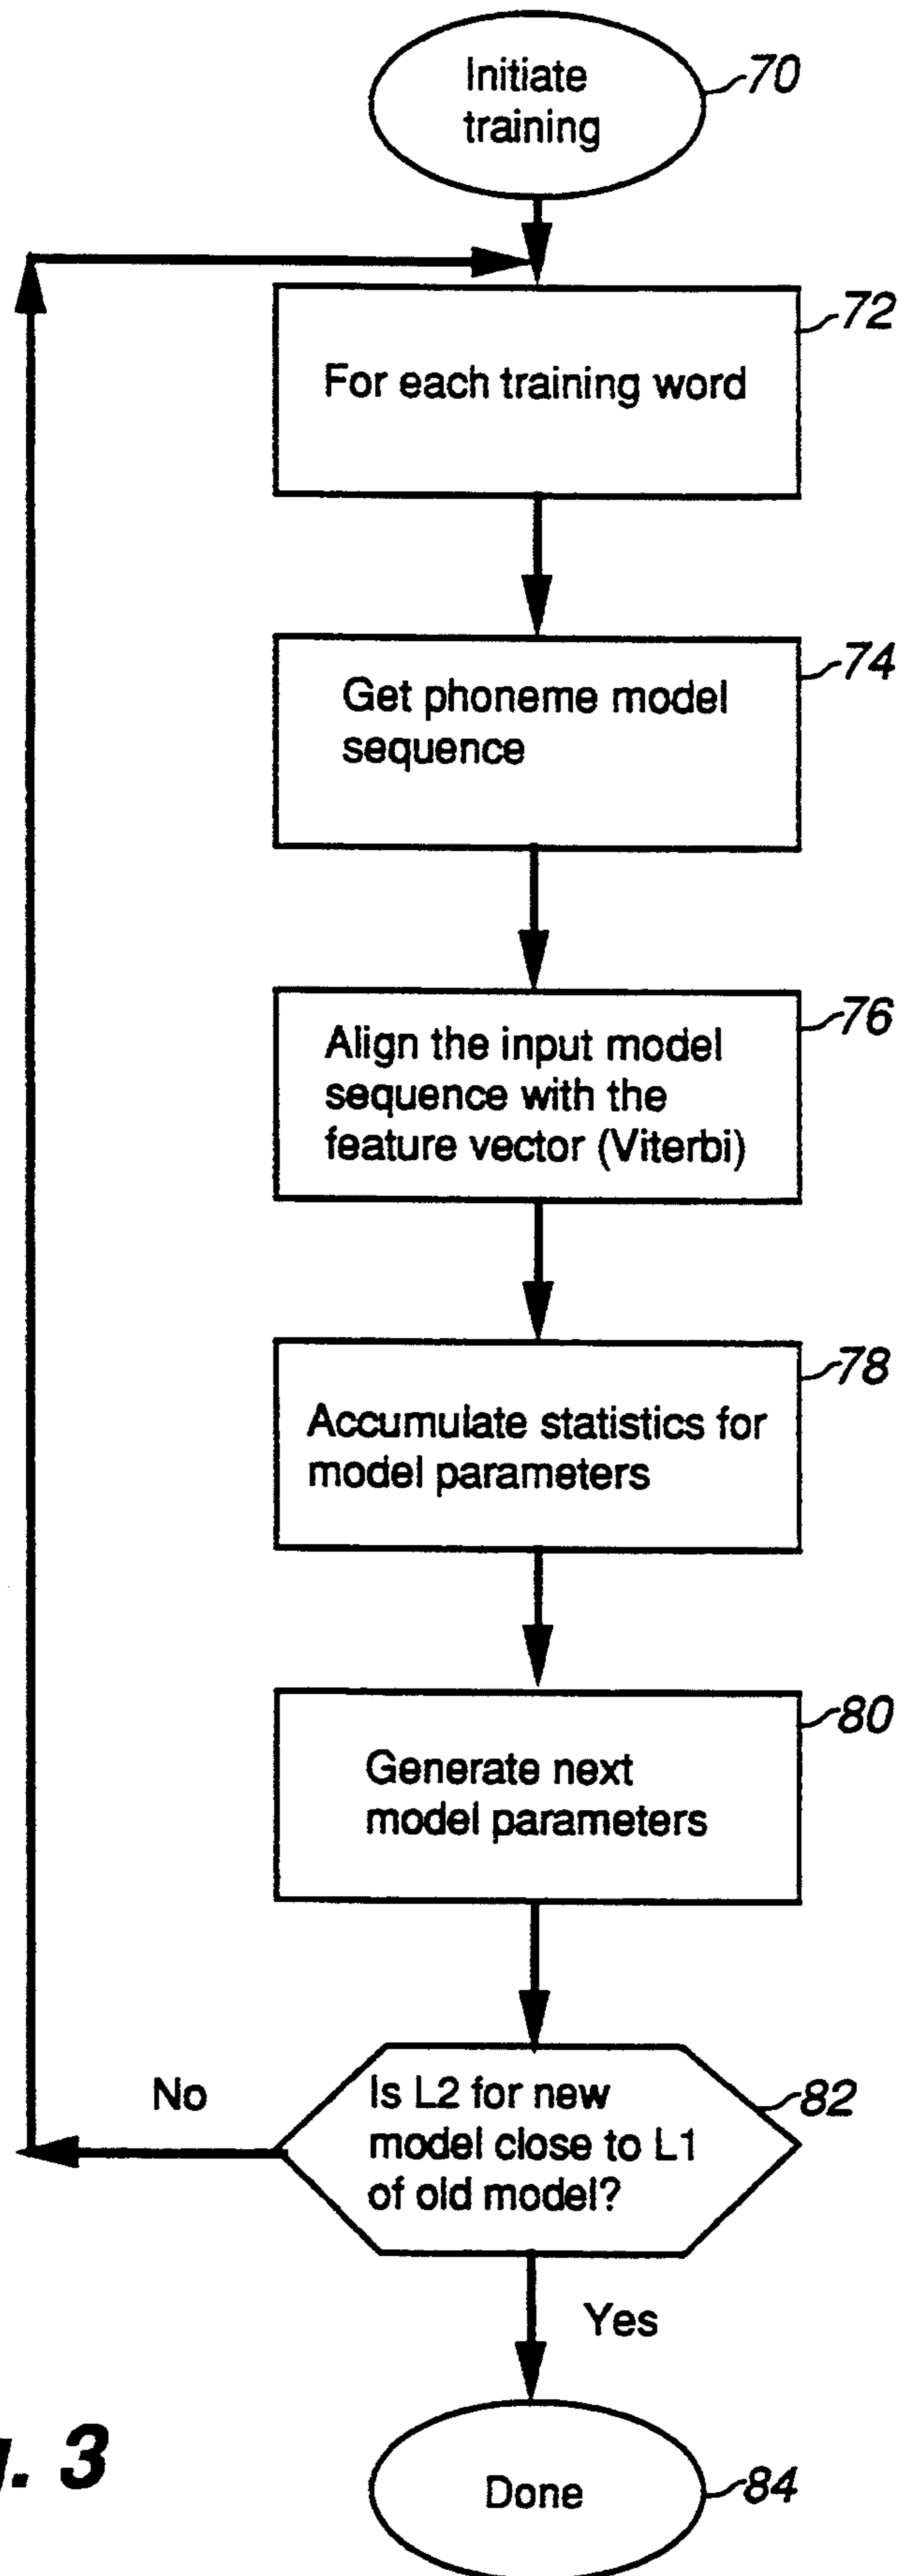 Initiate
training
70
For each training word
72
Get phoneme model
sequence
74
Align the input model
sequence with the
feature vector (Viterbi)
76
Accumulate statistics for
model parameters
78
Generate next
model parameters
80
Is L2 for new
model close to L1
of old model?
82
No
Yes
Done
84
3